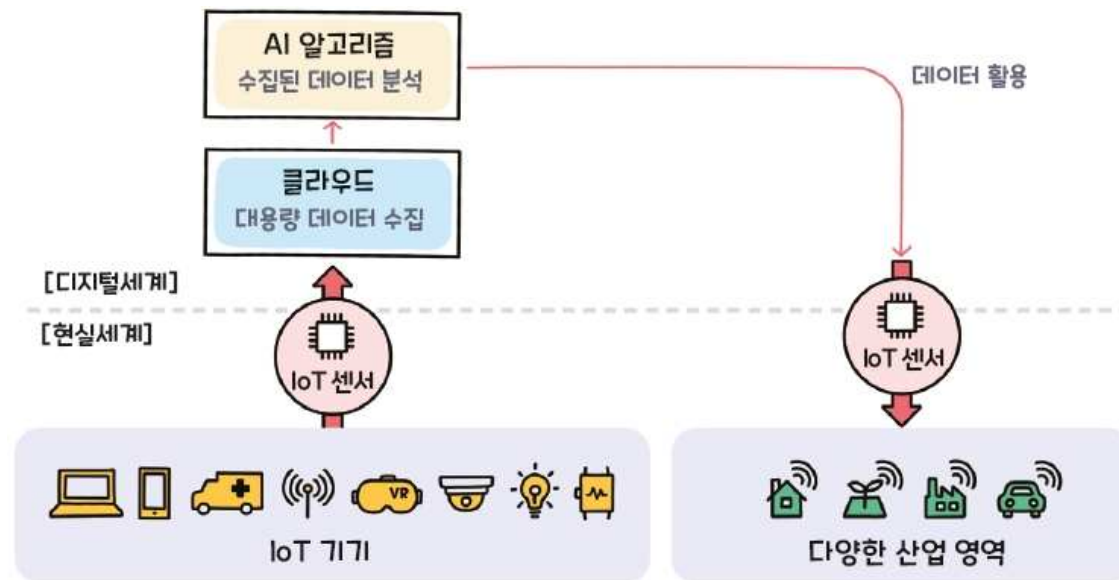 AI 알고리즘
수집된 데이터 분석
데이터 활용
클라우드
대용량 데이터 수집
[디지털세계]
[현실세계]
IoT 센서
IoT 센서
VR
IoT 기기
다양한 산업 영역